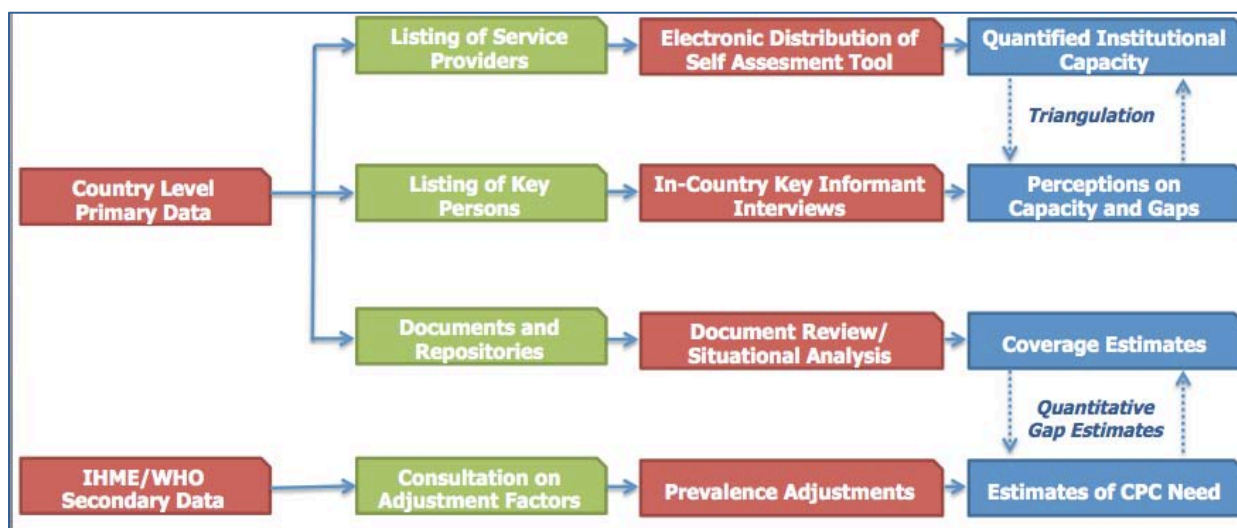 Listing of Service
Providers
Electronic Distribution of
Self Assesment Tool
Quantified Institutional
Capacity
Triangulation
Country Level
Primary Data
Listing of Key
Persons
In-Country Key Informant
Interviews
Perceptions on
Capacity and Gaps
Documents and
Repositories
Document Review/
Situational Analysis
Coverage Estimates
Quantitative
Gap Estimates
IHME/WHO
Secondary Data
Consultation on
Adjustment Factors
Prevalence Adjustments
Estimates of CPC Need